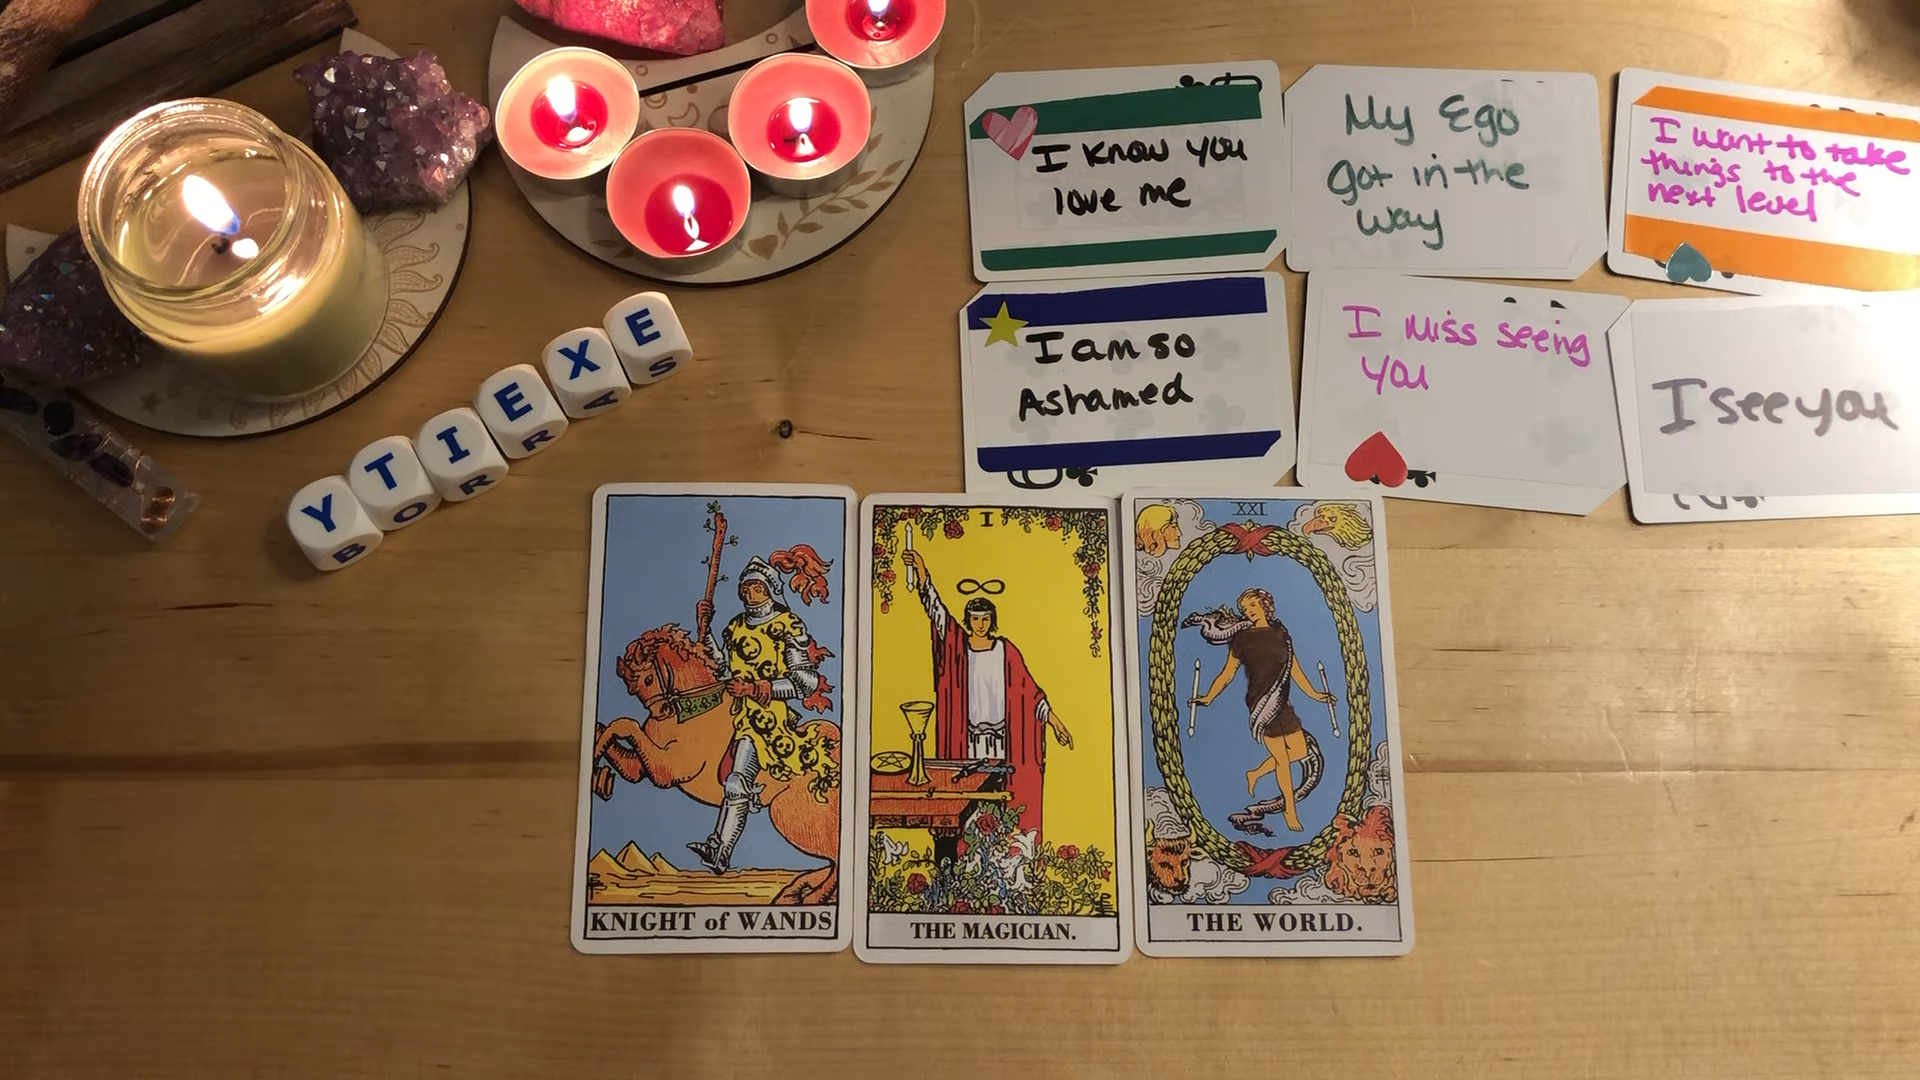 I know you
love me
My Ego
got in the
way
I want to take
things to the
next level
I am so
Ashamed
I miss seeing
you
I see you
Y T I E X E
B O R R A S
I
XXI
KNIGHT of WANDS
THE MAGICIAN.
THE WORLD.